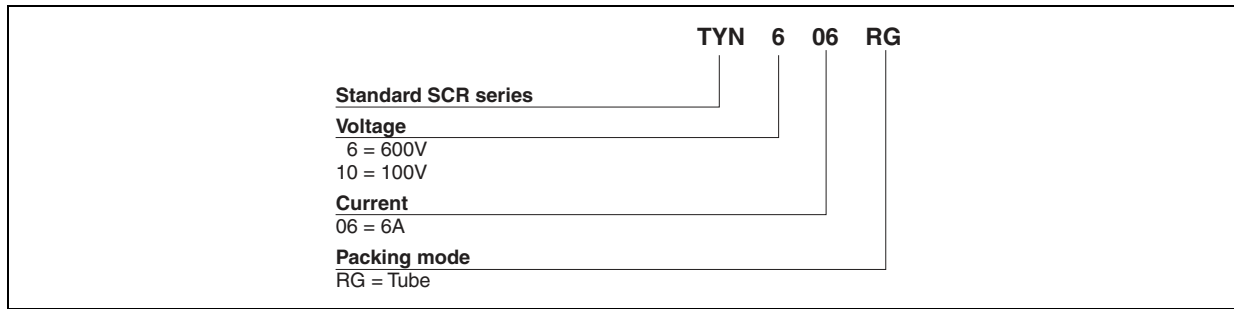 TYN 6 06 RG
Standard SCR series
Voltage
6 = 600V
10 = 100V
Current
06 = 6A
Packing mode
RG = Tube